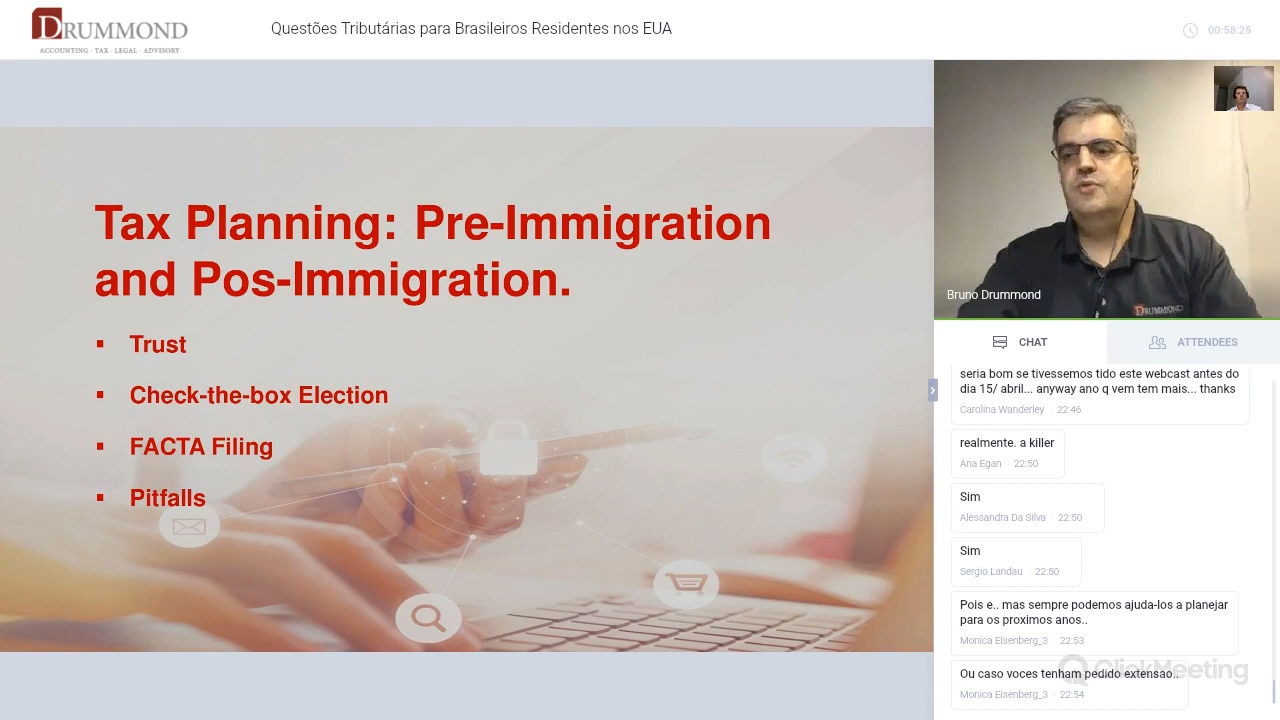 DRUMMOND
ACCOUNTING · TAX · LEGAL · ADVISORY
Questões Tributárias para Brasileiros Residentes nos EUA
00:58:25
Tax Planning: Pre-Immigration
and Pos-Immigration.
▪ Trust
▪ Check-the-box Election
▪ FACTA Filing
▪ Pitfalls
DRUMMOND
Bruno Drummond
CHAT
ATTENDEES
seria bom se tivessemos tido este webcast antes do
dia 15/ abril... anyway ano q vem tem mais... thanks
Carolina Wanderley · 22:46
realmente. a killer
Ana Egan · 22:50
Sim
Alessandra Da Silva · 22:50
Sim
Sergio Landau · 22:50
Pois e.. mas sempre podemos ajuda-los a planejar
para os proximos anos..
Monica Eisenberg_3 · 22:53
Ou caso voces tenham pedido extensao..
Monica Eisenberg_3 · 22:54
ClickMeeting